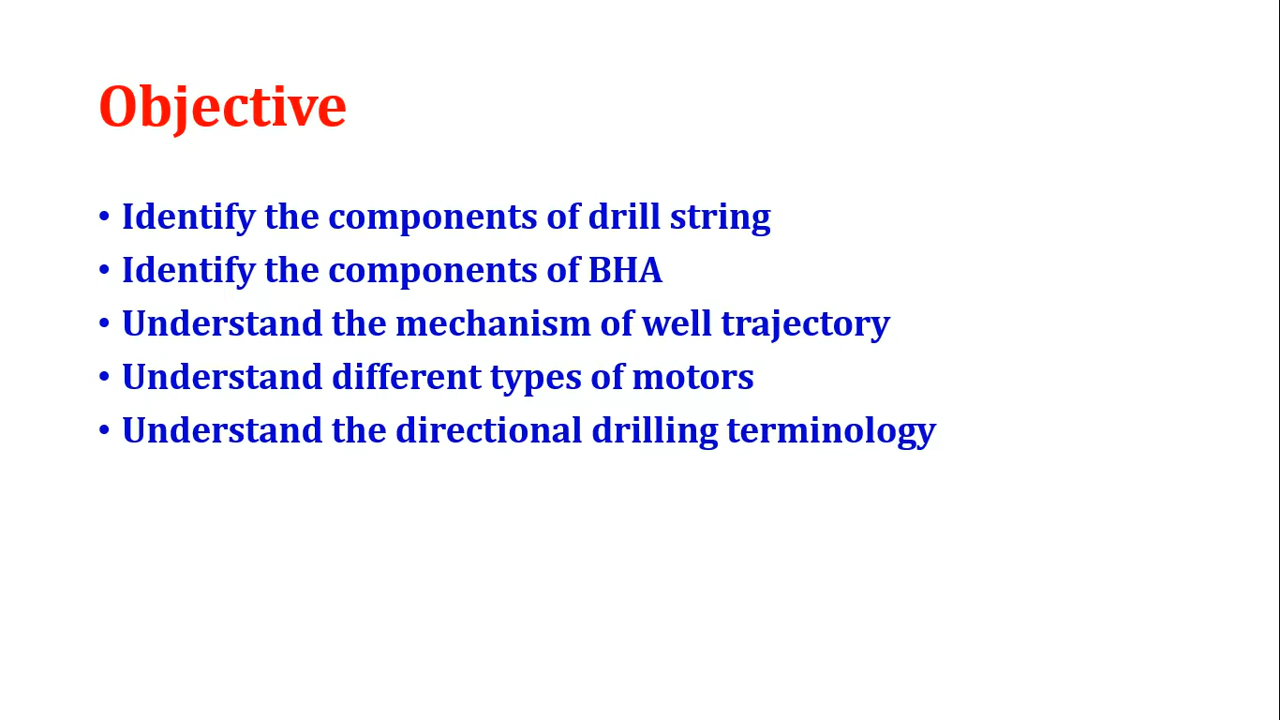 Objective
• Identify the components of drill string
• Identify the components of BHA
• Understand the mechanism of well trajectory
• Understand different types of motors
• Understand the directional drilling terminology